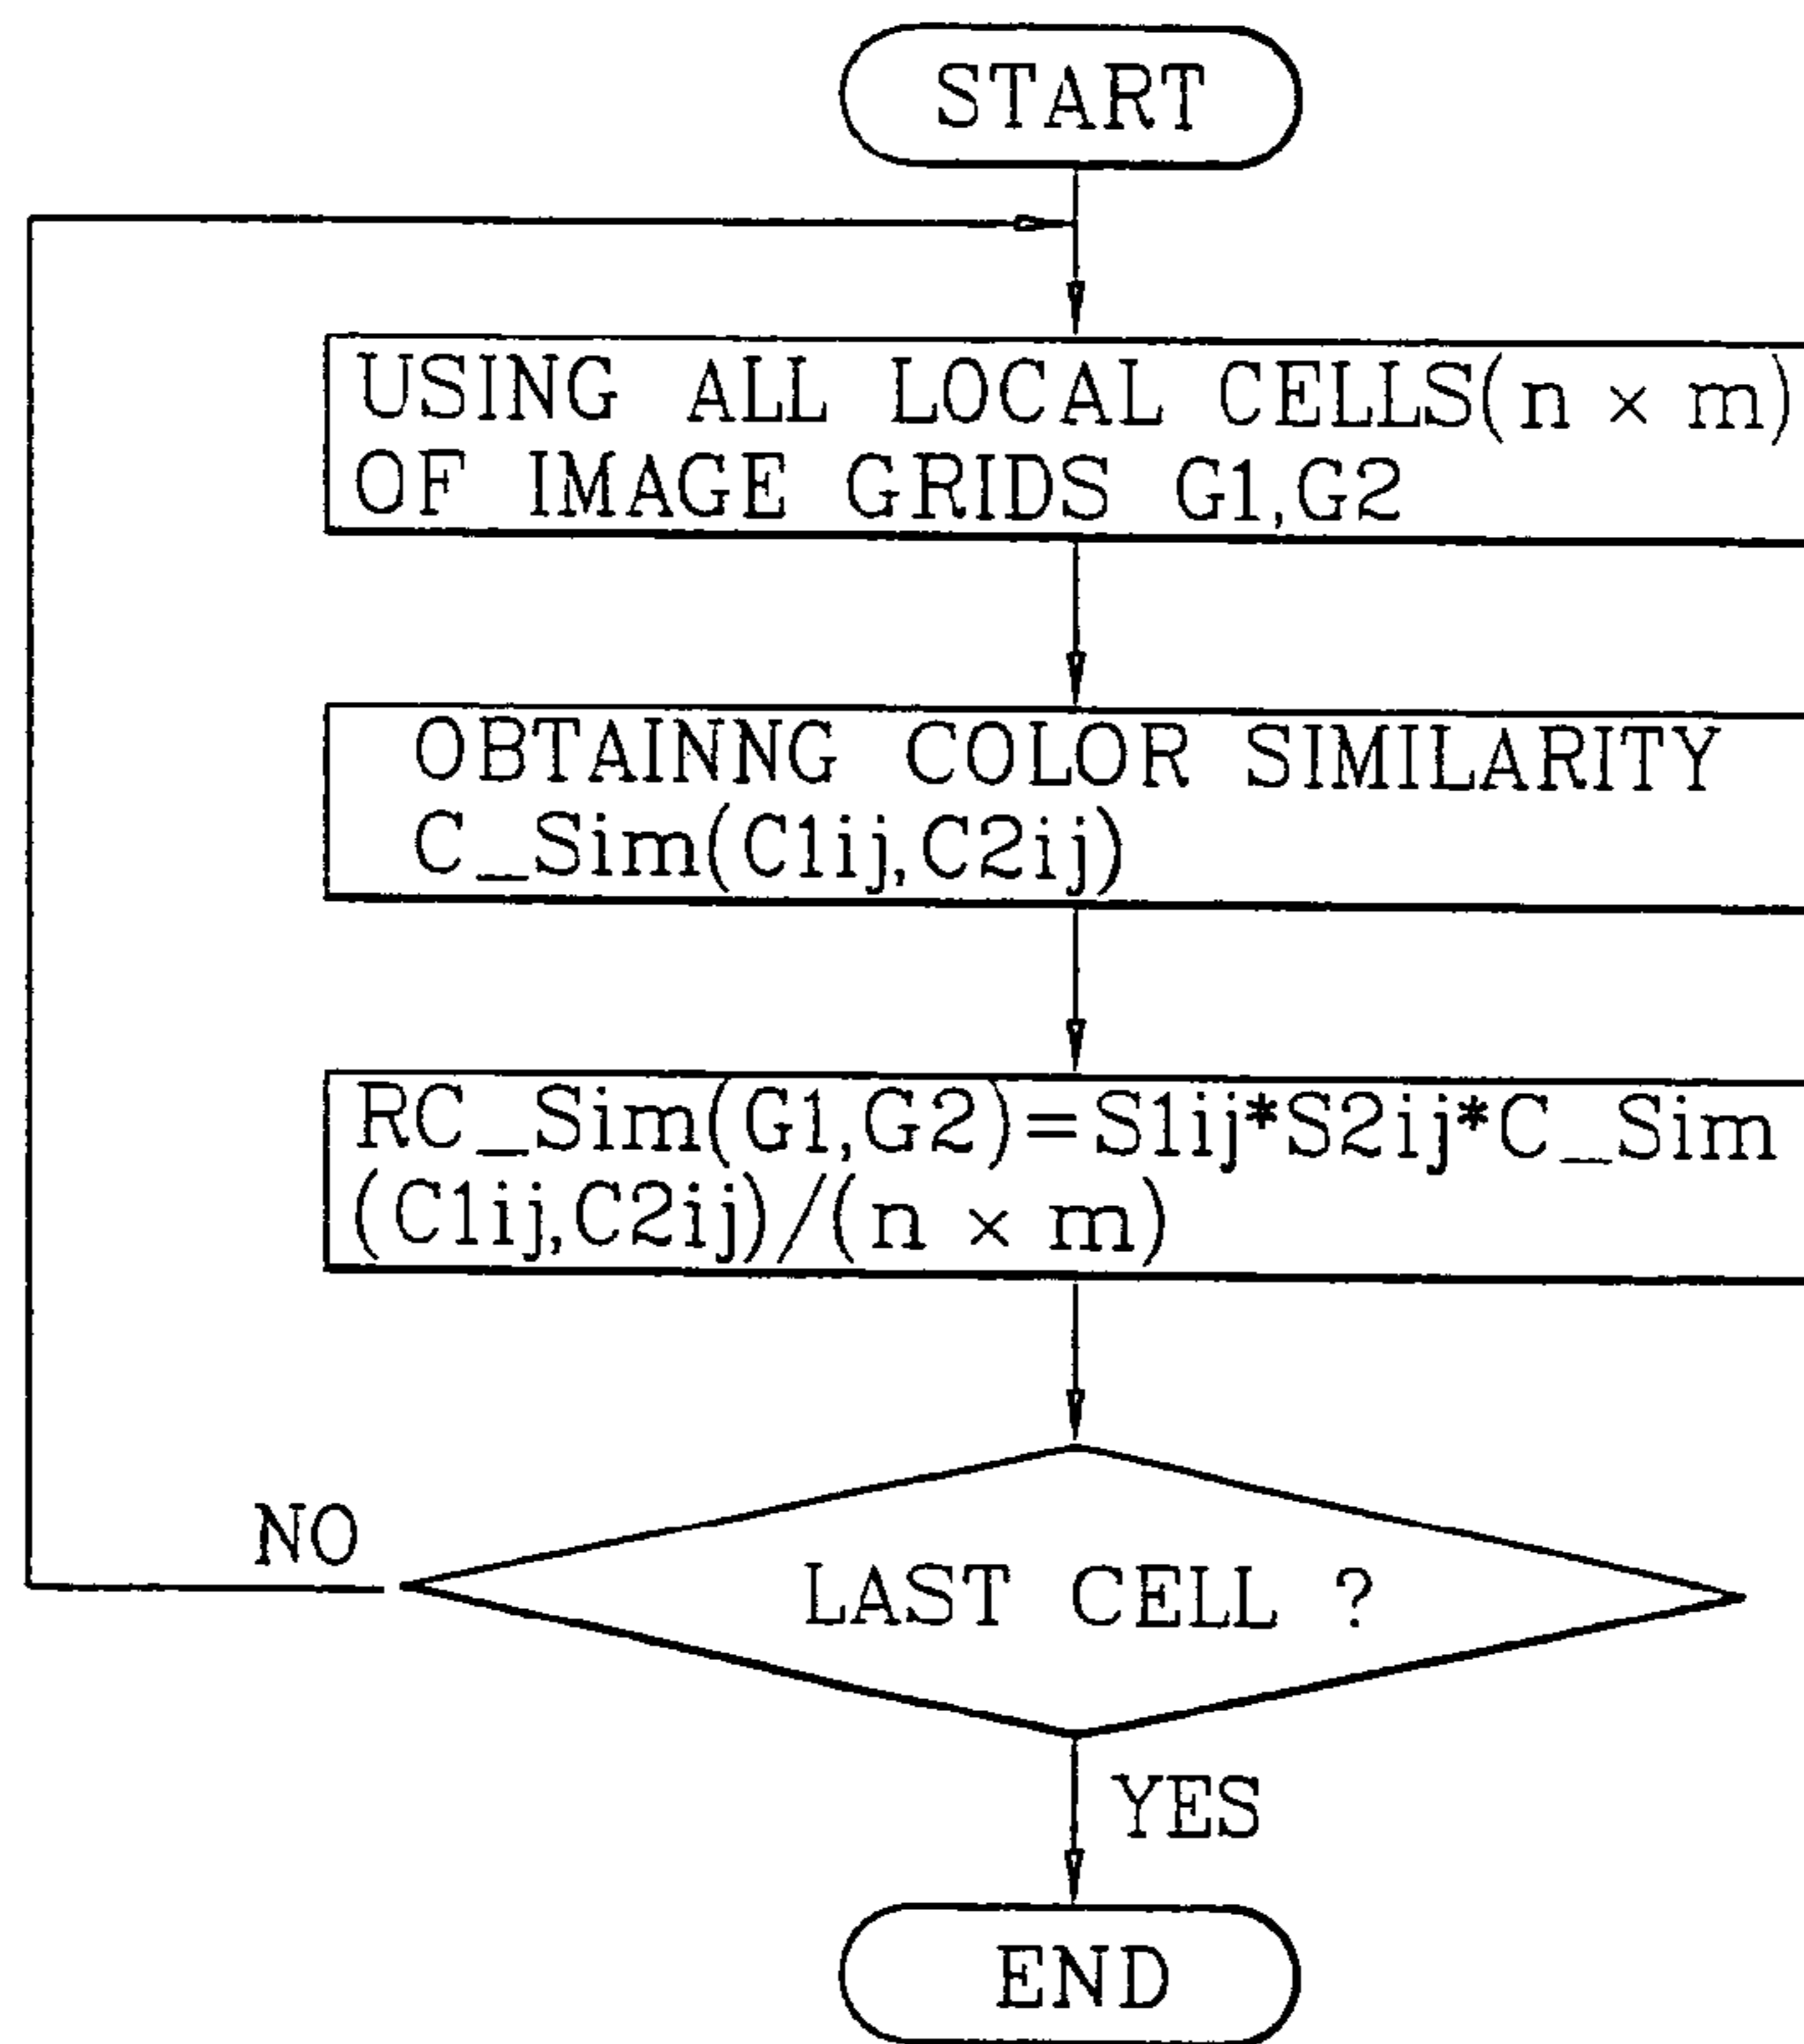 START
USING ALL LOCAL CELLS(n × m)
OF IMAGE GRIDS G1,G2
OBTAINNG COLOR SIMILARITY
C_Sim(C1ij,C2ij)
RC_Sim(G1,G2)=S1ij*S2ij*C_Sim
(C1ij,C2ij)/(n × m)
NO
LAST CELL ?
YES
END